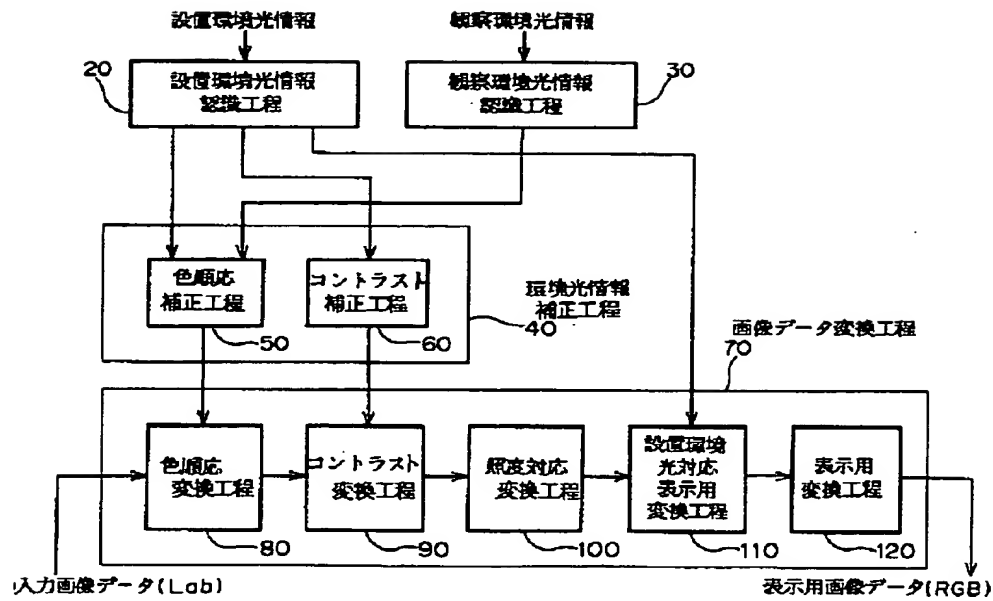 設置環境光情報
観察環境光情報
20
設置環境光情報
認識工程
観察環境光情報
認識工程
30
色順応
補正工程
50
コントラスト
補正工程
60
環境光情報
補正工程
40
画像データ変換工程
70
色順応
変換工程
80
コントラスト
変換工程
90
照度対応
変換工程
100
設置環境
光対応
表示用
変換工程
110
表示用
変換工程
120
入力画像データ(Lab)
表示用画像データ(RGB)